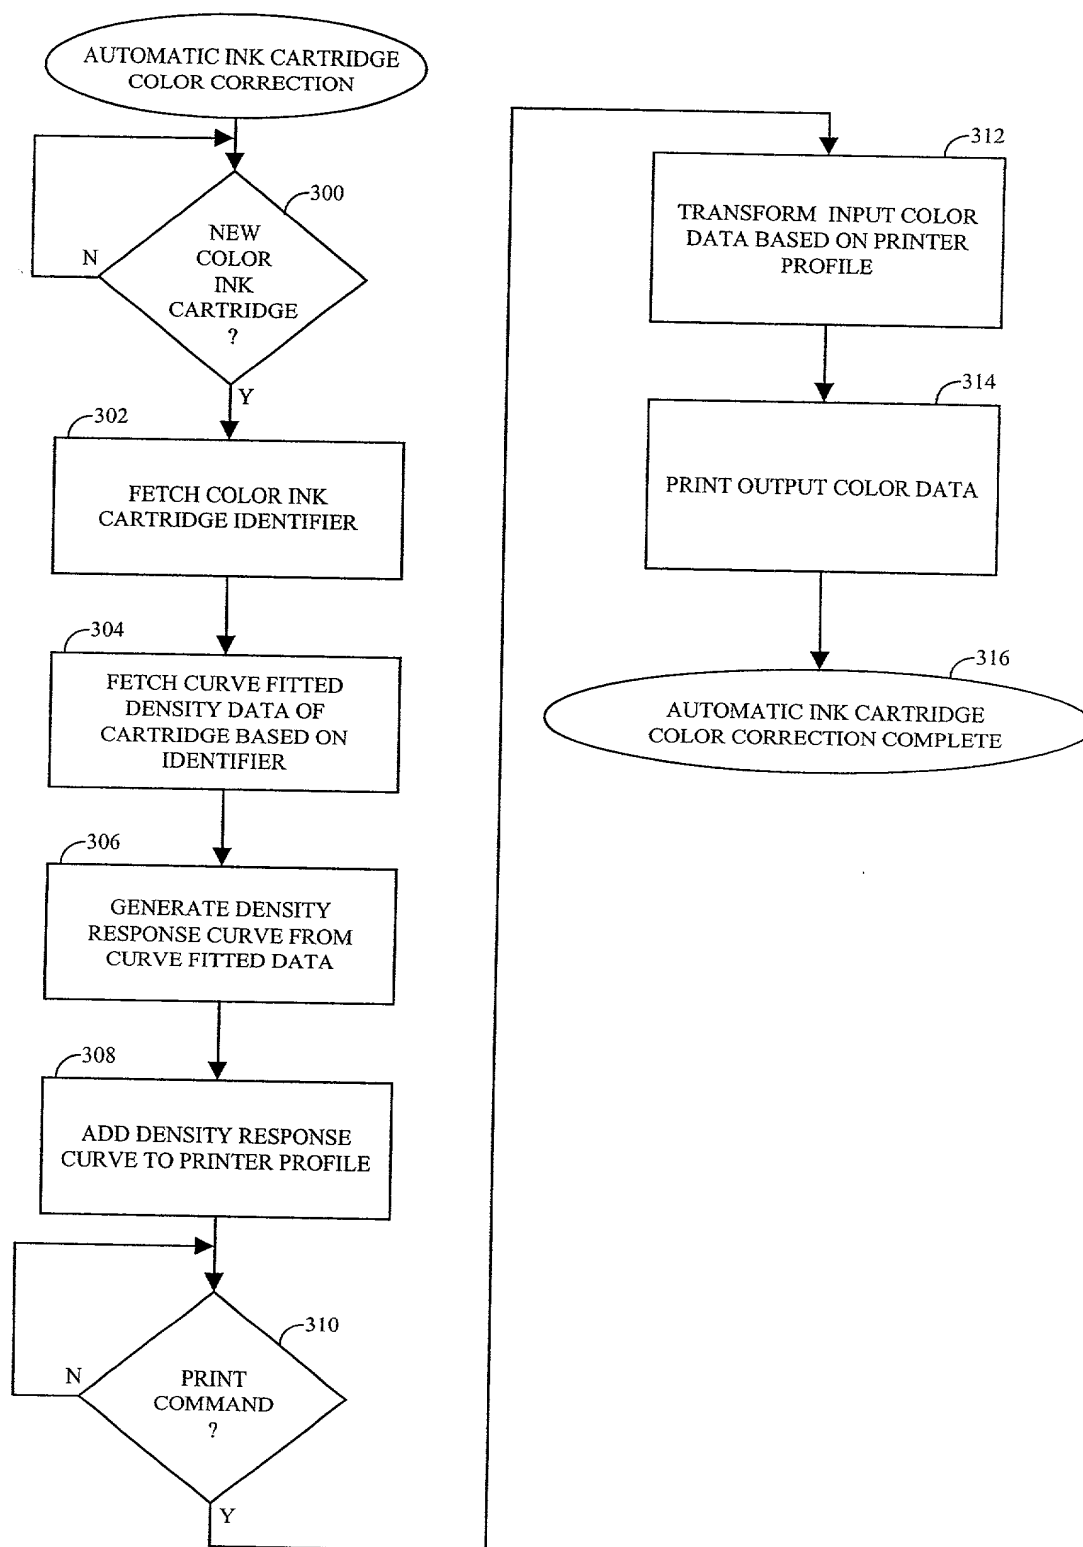 AUTOMATIC INK CARTRIDGE
COLOR CORRECTION
300
NEW
COLOR
INK
CARTRIDGE
?
N
Y
302
FETCH COLOR INK
CARTRIDGE IDENTIFIER
304
FETCH CURVE FITTED
DENSITY DATA OF
CARTRIDGE BASED ON
IDENTIFIER
306
GENERATE DENSITY
RESPONSE CURVE FROM
CURVE FITTED DATA
308
ADD DENSITY RESPONSE
CURVE TO PRINTER PROFILE
310
PRINT
COMMAND
?
N
Y
312
TRANSFORM INPUT COLOR
DATA BASED ON PRINTER
PROFILE
314
PRINT OUTPUT COLOR DATA
316
AUTOMATIC INK CARTRIDGE
COLOR CORRECTION COMPLETE